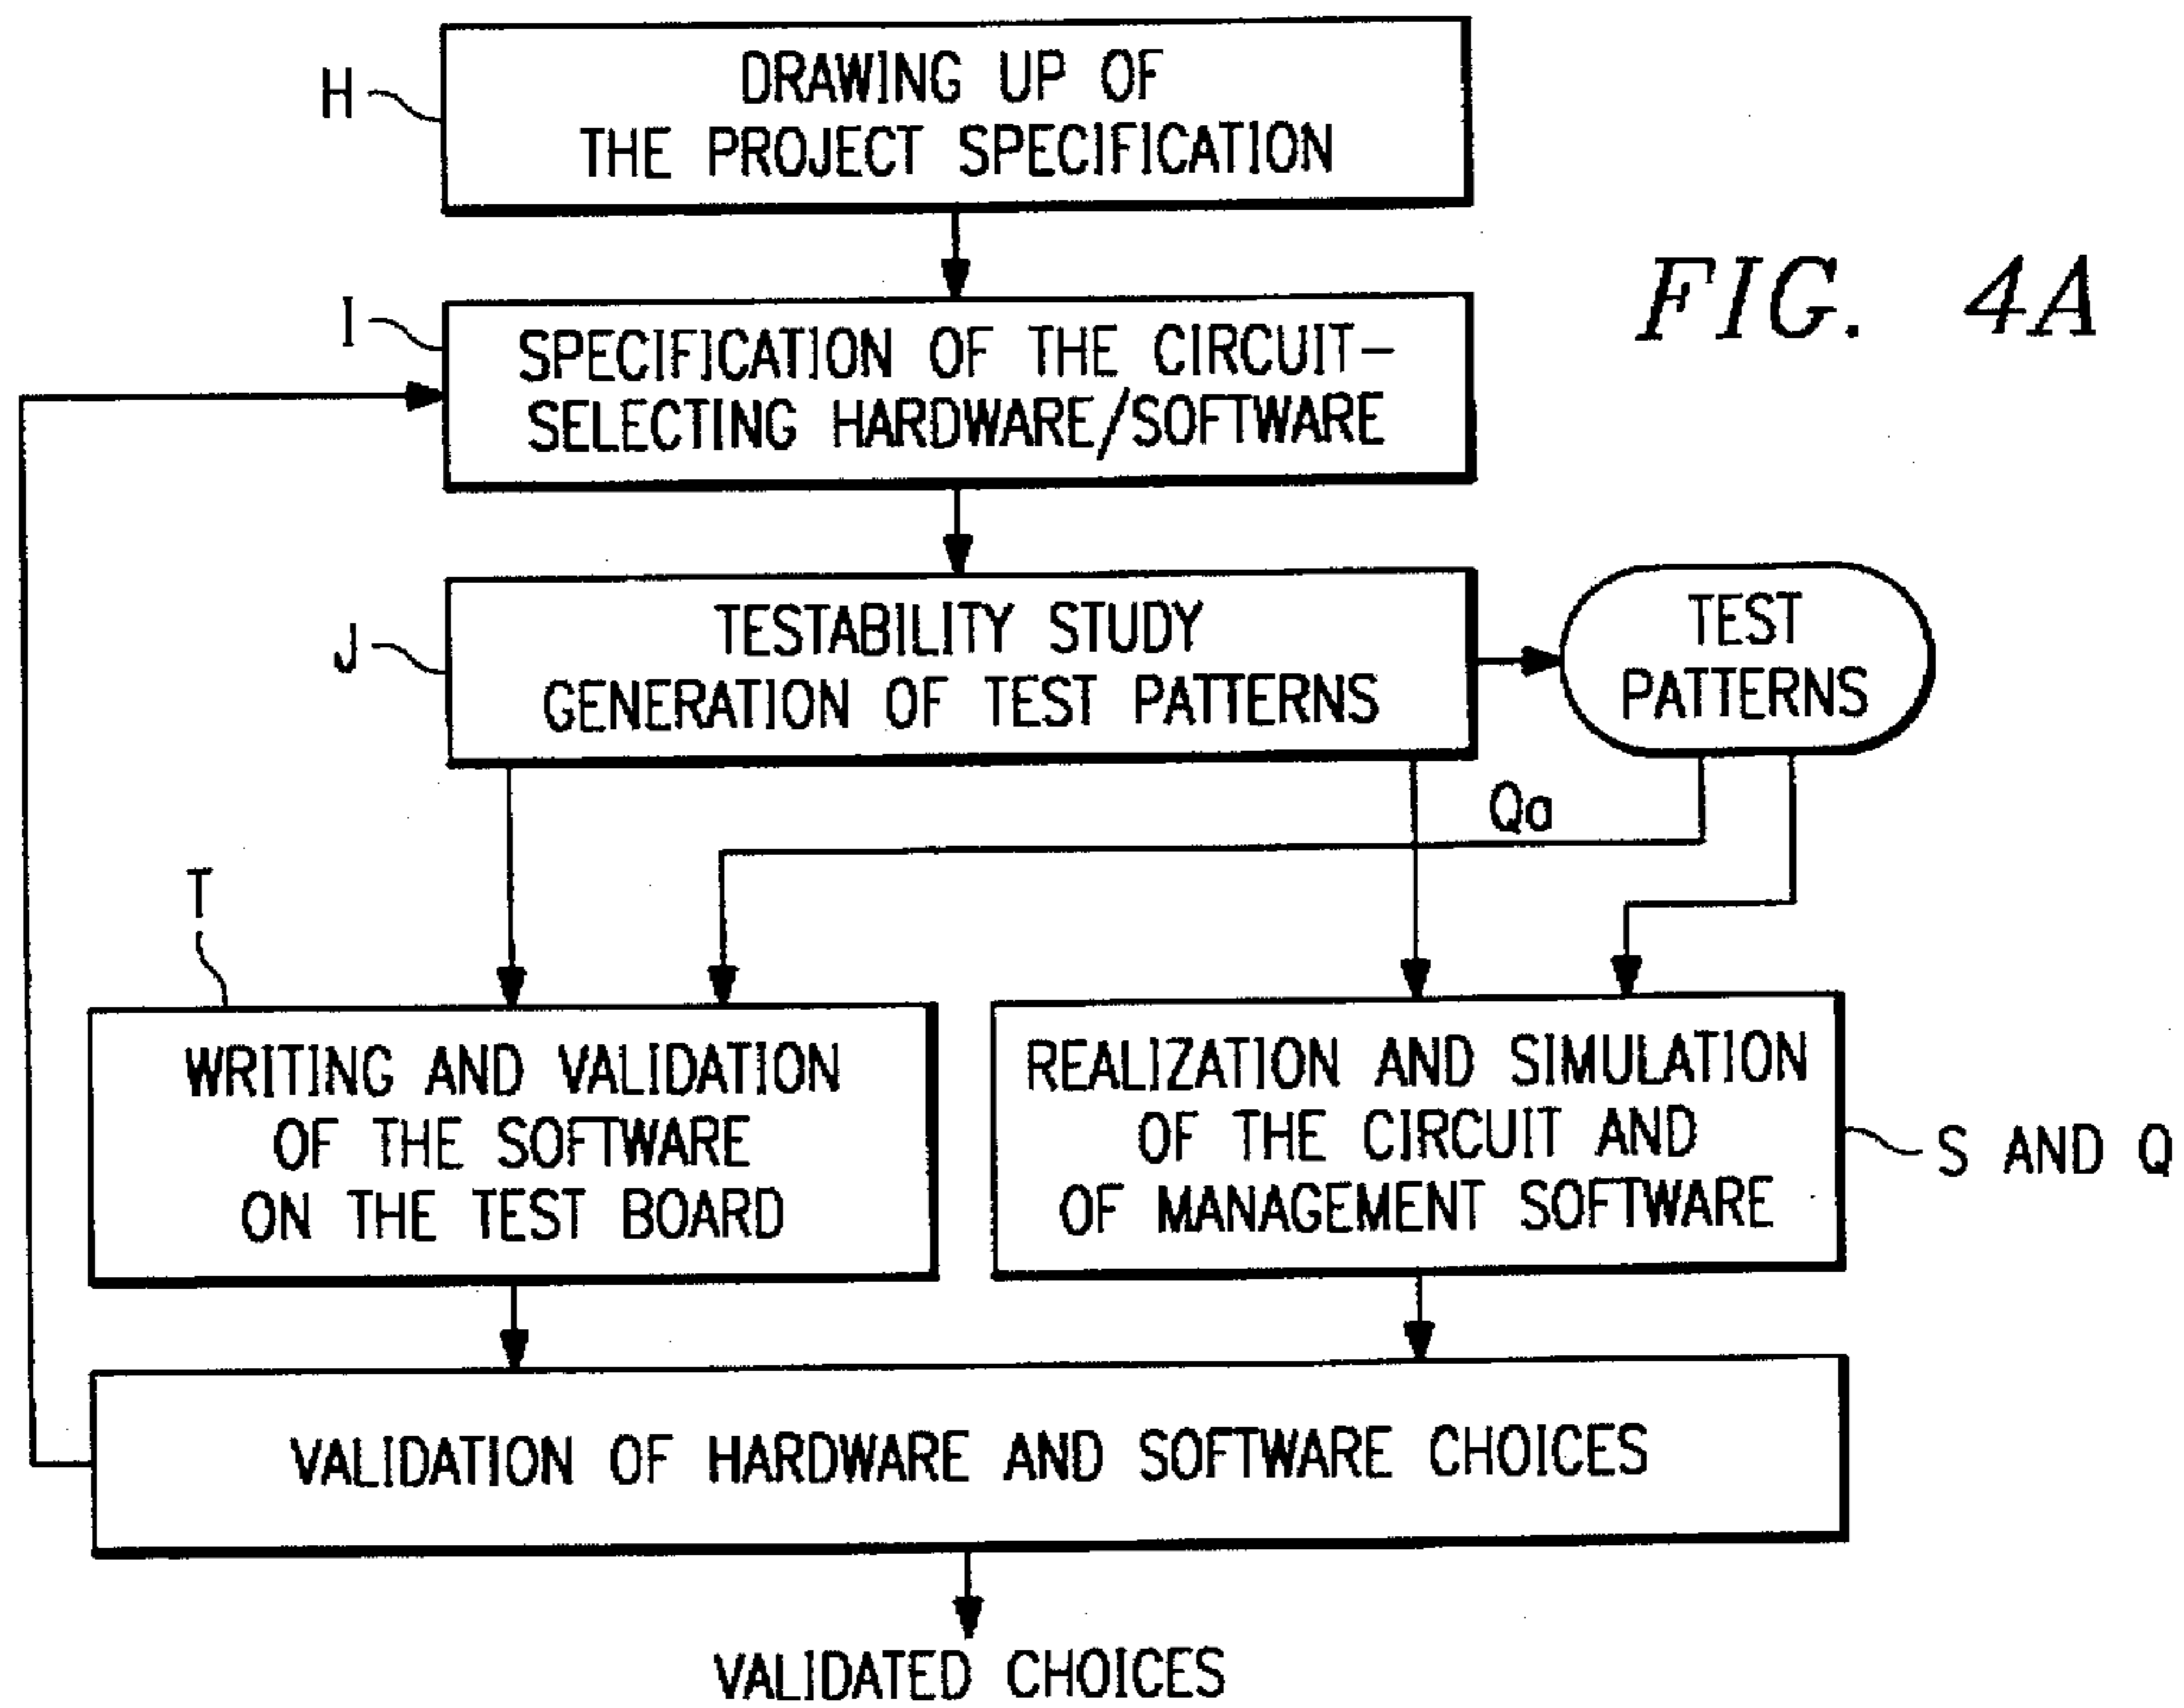 H
DRAWING UP OF
THE PROJECT SPECIFICATION
FIG. 4A
I
SPECIFICATION OF THE CIRCUIT-
SELECTING HARDWARE/SOFTWARE
J
TESTABILITY STUDY
GENERATION OF TEST PATTERNS
TEST
PATTERNS
Qa
T
WRITING AND VALIDATION
OF THE SOFTWARE
ON THE TEST BOARD
REALIZATION AND SIMULATION
OF THE CIRCUIT AND
OF MANAGEMENT SOFTWARE
S AND Q
VALIDATION OF HARDWARE AND SOFTWARE CHOICES
VALIDATED CHOICES